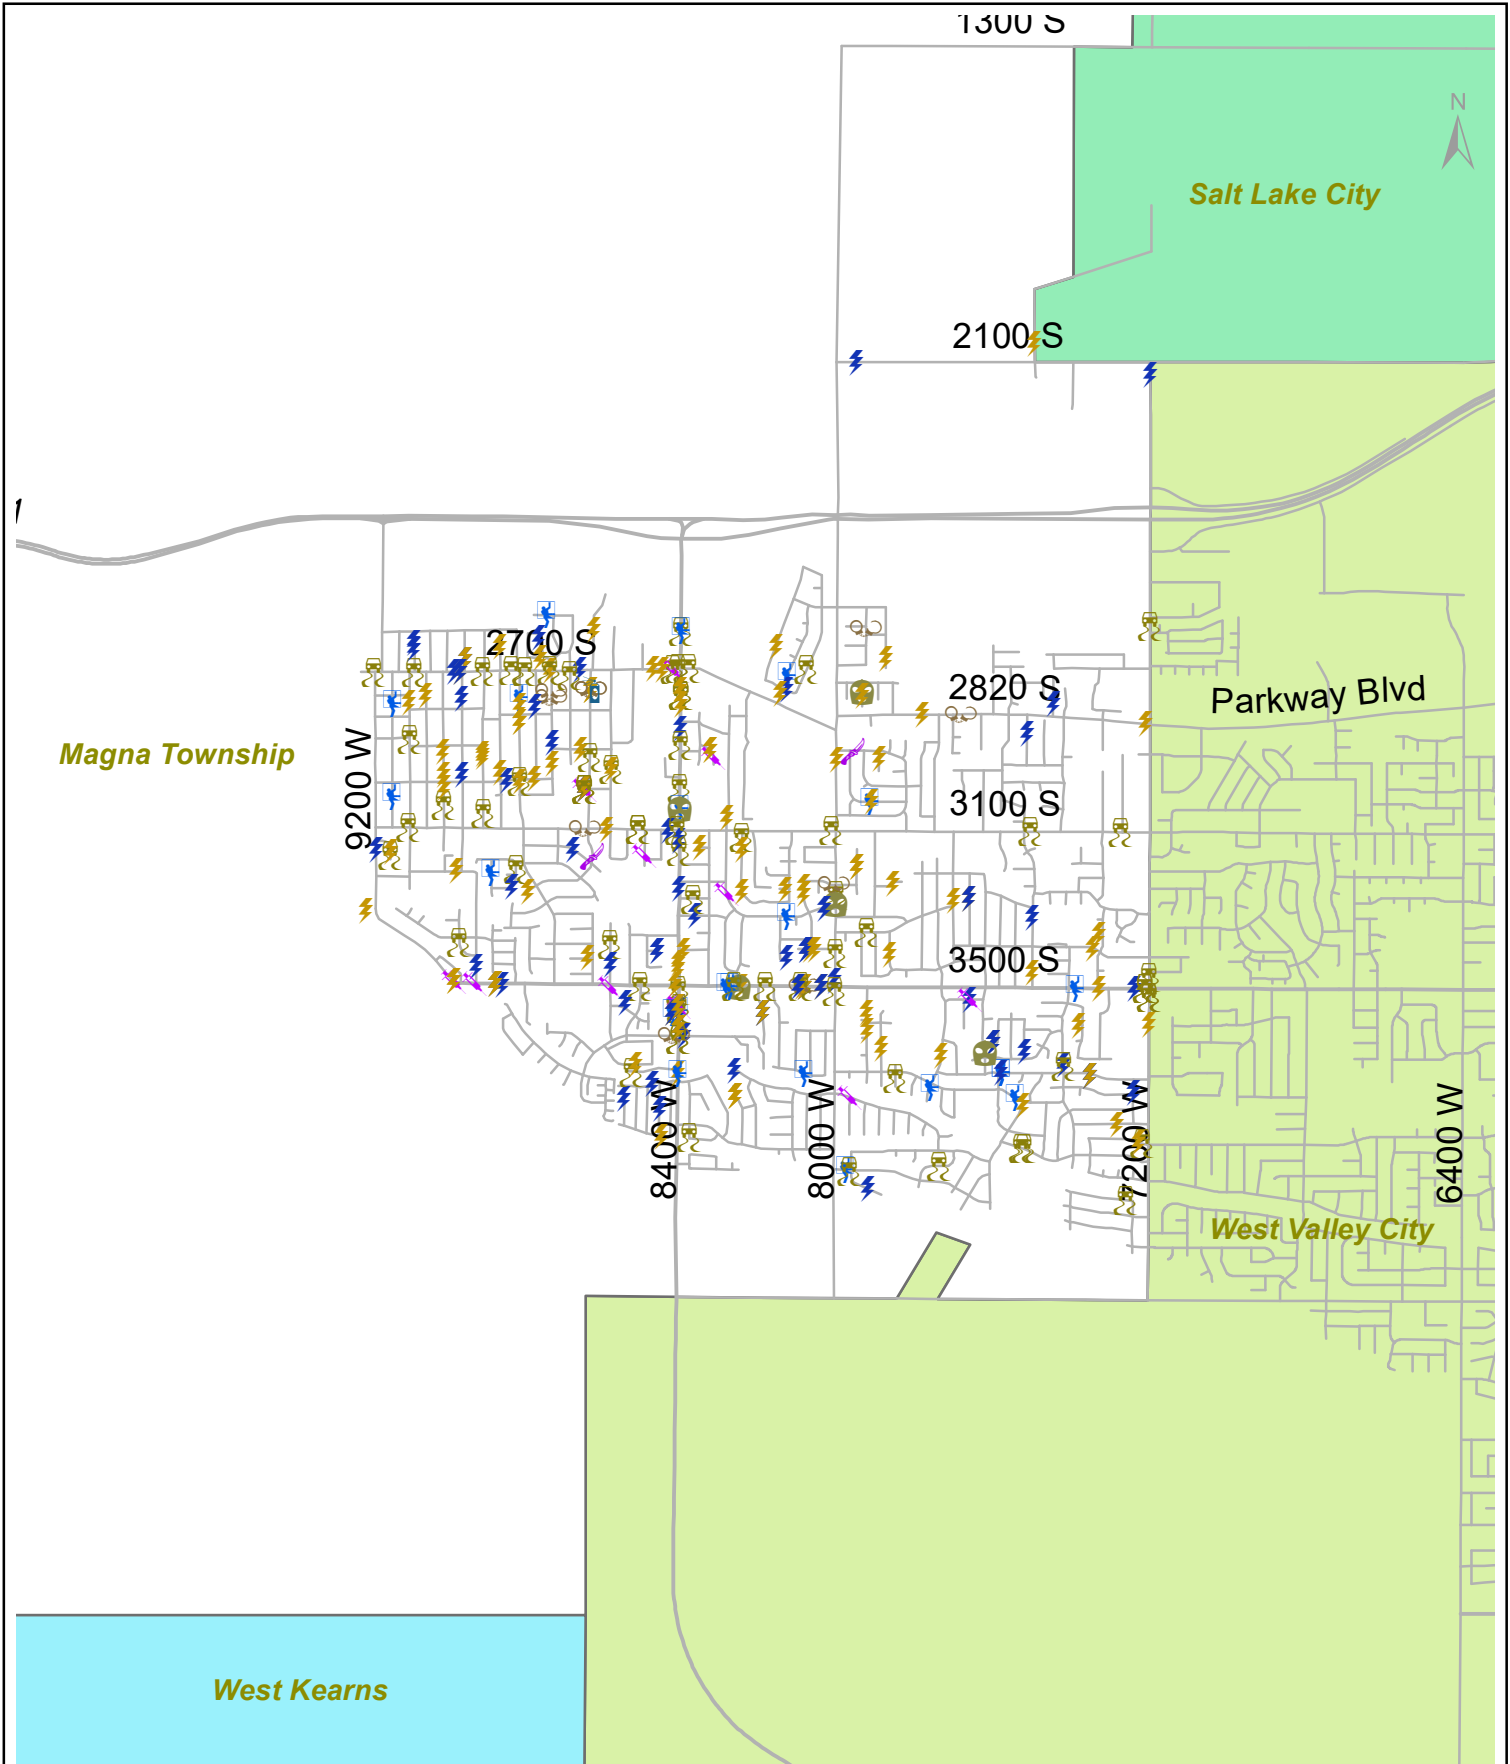 1300 S
N
Salt Lake City
2100 S
2700 S
2820 S
Parkway Blvd
Magna Township
9200 W
3100 S
3500 S
8400 W
8000 W
7200 W
6400 W
West Valley City
West Kearns